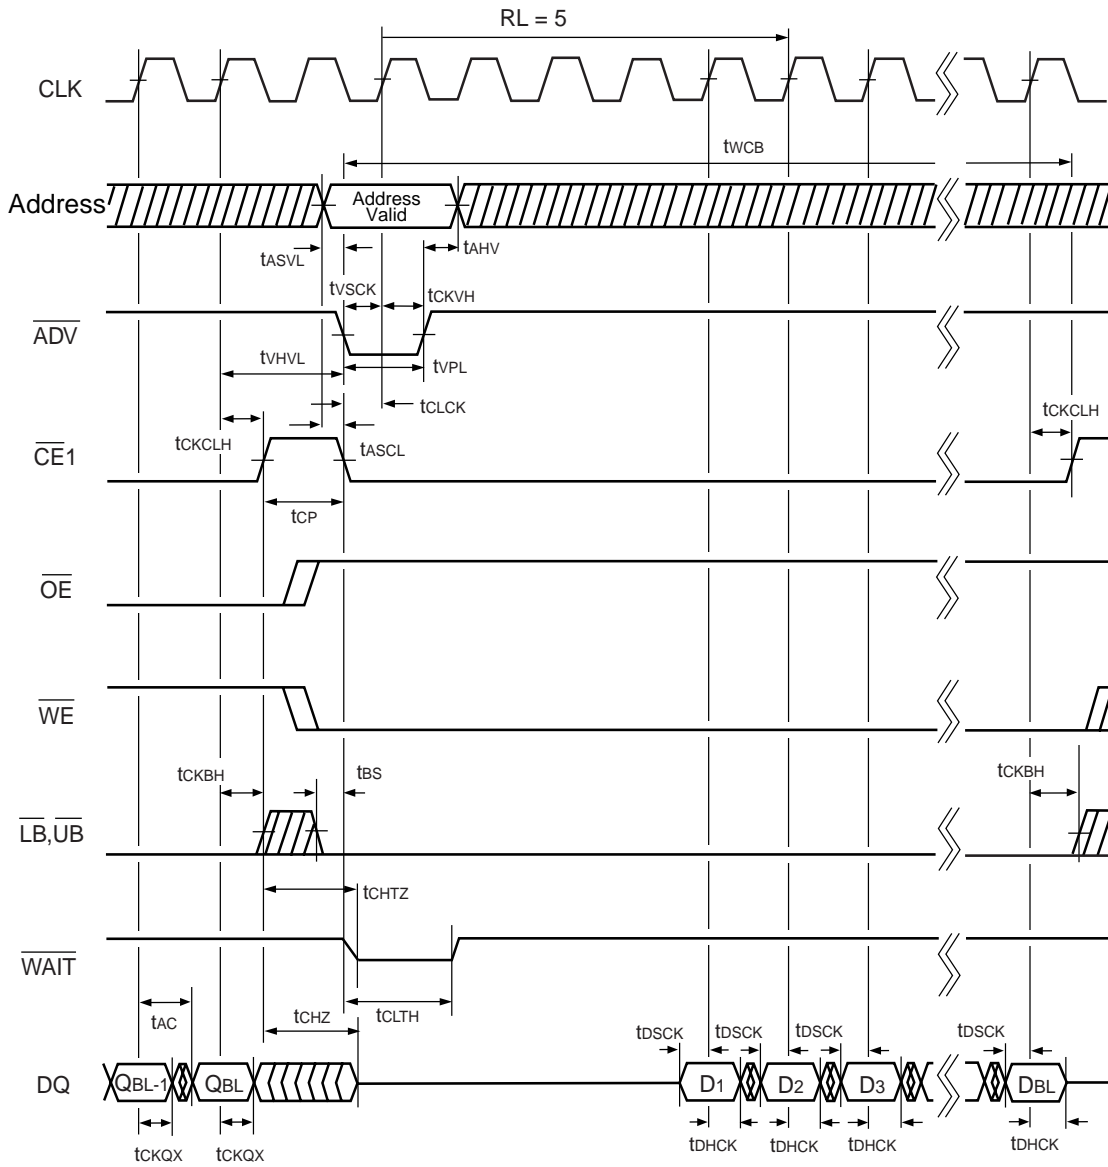 RL = 5
CLK
tWCB
Address
Address
Valid
tASVL
tAHV
tVSCK
tCKVH
ADV
tVHVL
tVPL
tCLCK
tCKCLH
tASCL
tCKCLH
CE1
tCP
OE
WE
tCKBH
tBS
tCKBH
LB,UB
tCHTZ
WAIT
tAC
tCHZ
tCLTH
tDSCK
tDSCK
tDSCK
tDSCK
DQ
QBL-1
QBL
D1
D2
D3
DBL
tCKQX
tCKQX
tDHCK
tDHCK
tDHCK
tDHCK